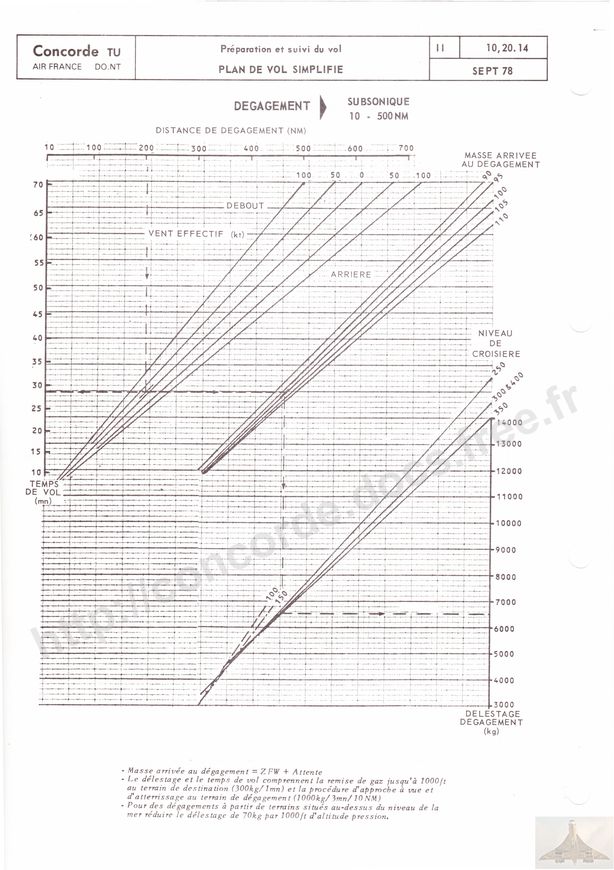 Concorde TU
AIR FRANCE DO.NT
Préparation et suivi du vol
PLAN DE VOL SIMPLIFIE
II
10,20.14
SEPT 78
DEGAGEMENT
SUBSONIQUE
10 - 500 NM
DISTANCE DE DEGAGEMENT (NM)
10 100 200 300 400 500 600 700
MASSE ARRIVEE
AU DEGAGEMENT
100 50 0 50 100
90 95 100 105 110
DEBOUT
VENT EFFECTIF (kt)
ARRIERE
70
65
60
55
50
45
40
35
30
25
20
15
10
TEMPS
DE VOL
(mn)
NIVEAU
DE
CROISIERE
250
300 & 400
350
14000
13000
12000
11000
10000
9000
8000
7000
6000
5000
4000
3000
100
150
DELESTAGE
DEGAGEMENT
(kg)
http://concorde.docs.free.fr
- Masse arrivée au dégagement = ZFW + Attente
- Le délestage et le temps de vol comprennent la remise de gaz jusqu'à 1000ft
au terrain de destination (300kg/1mn) et la procédure d'approche à vue et
d'atterrissage au terrain de dégagement (1000kg/3mn/10NM)
- Pour des dégagements à partir de terrains situés au-dessus du niveau de la
mer réduire le délestage de 70kg par 1000ft d'altitude pression.